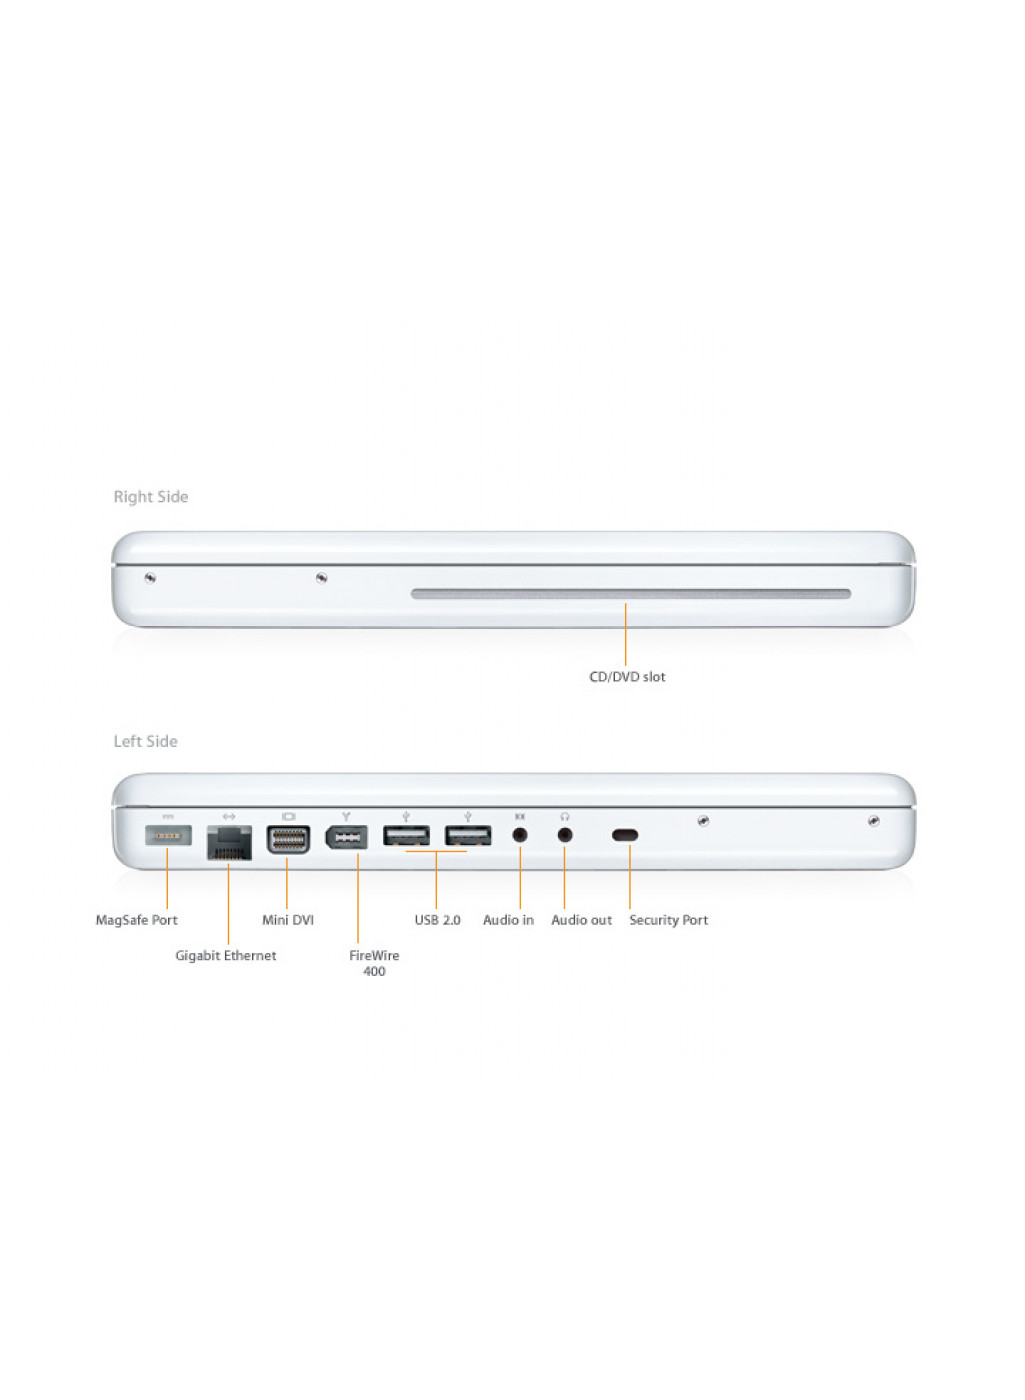 Right Side
CD/DVD slot
Left Side
MagSafe Port
Mini DVI
USB 2.0
Audio in
Audio out
Security Port
Gigabit Ethernet
FireWire
400